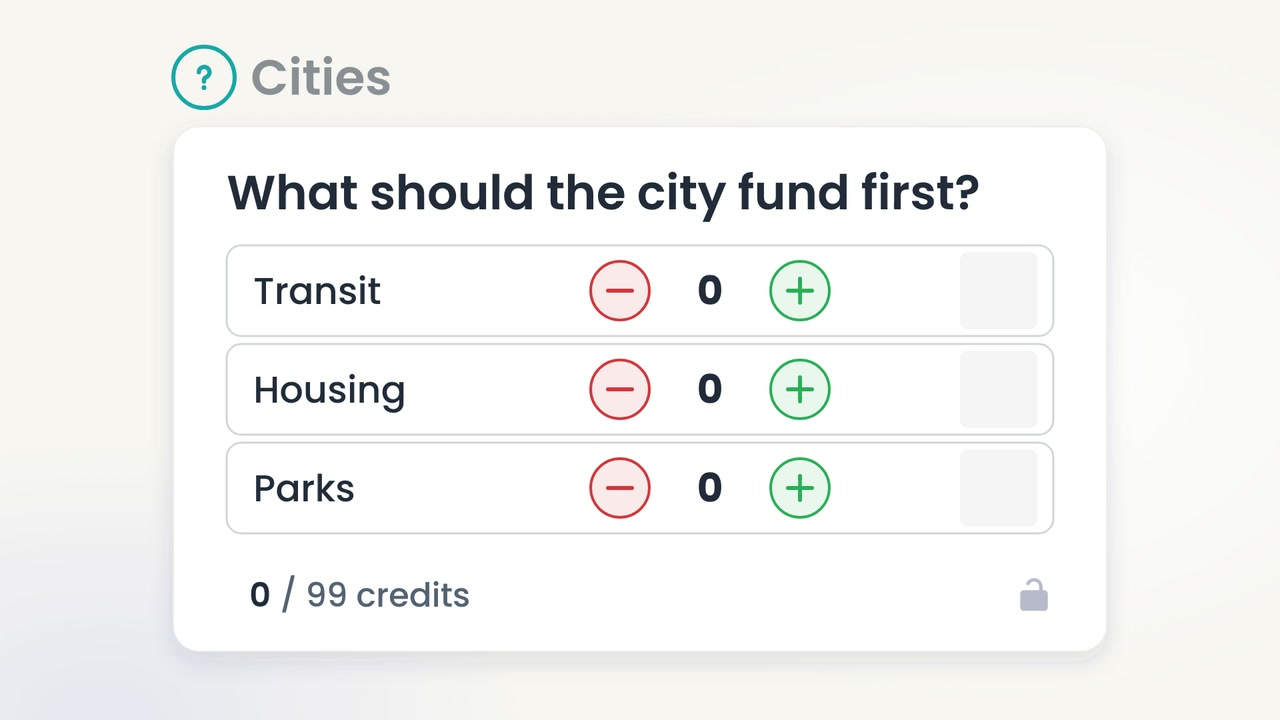 ? Cities
What should the city fund first?
Transit − 0 +
Housing − 0 +
Parks − 0 +
0 / 99 credits